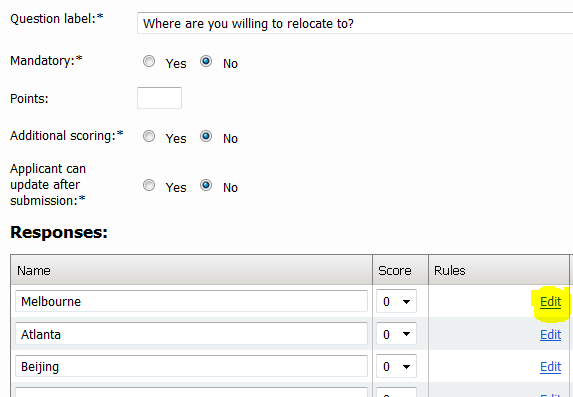 Question label:* Where are you willing to relocate to?
Mandatory:* Yes No
Points:
Additional scoring:* Yes No
Applicant can
update after Yes No
submission:*
Responses:
Name Score Rules
Melbourne 0 Edit
Atlanta 0 Edit
Beijing 0 Edit